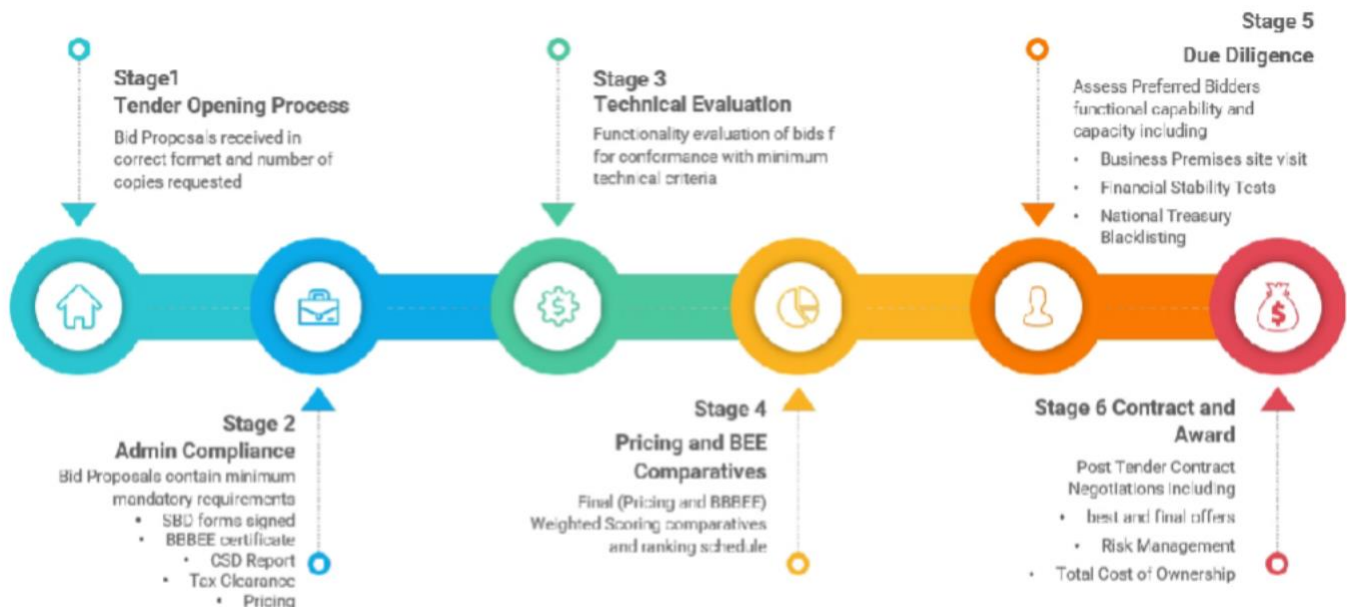 Stage1
Tender Opening Process
Bid Proposals received in
correct format and number of
copies requested
Stage 2
Admin Compliance
Bid Proposals contain minimum
mandatory requirements
• SBD forms signed
• BBBEE certificate
• CSD Report
• Tax Clearance
• Pricing
Stage 3
Technical Evaluation
Functionality evaluation of bids f
for conformance with minimum
technical criteria
Stage 4
Pricing and BEE
Comparatives
Final (Pricing and BBBEE)
Weighted Scoring comparatives
and ranking schedule
Stage 5
Due Diligence
Assess Preferred Bidders
functional capability and
capacity including
• Business Premises site visit
• Financial Stability Tests
• National Treasury
Blacklisting
Stage 6 Contract and
Award
Post Tender Contract
Negotiations including
• best and final offers
• Risk Management
• Total Cost of Ownership
$
$